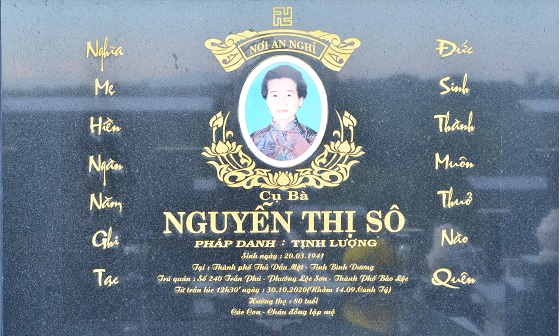 NƠI AN NGHỈ
Nghĩa
Mẹ
Hiền
Ngàn
Năm
Ghi
Tạc
Đức
Sinh
Thành
Muôn
Thuở
Nào
Quên
Cụ Bà
NGUYỄN THỊ SÔ
PHÁP DANH : TỊNH LƯỢNG
Sinh ngày : 20.03.1941
Tại : Thành phố Thủ Dầu Một - Tỉnh Bình Dương
Trú quán : Số 240 Trần Phú - Phường Lộc Sơn - Thành Phố Bảo Lộc
Từ trần lúc 12h30' ngày : 30.10.2020(Nhằm 14.09.Canh Tý)
Hưởng thọ : 80 tuổi
Các Con - Cháu đồng lập mộ